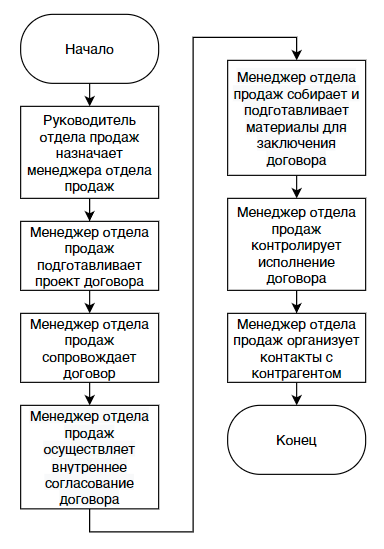 Начало
Руководитель
отдела продаж
назначает
менеджера отдела
продаж
Менеджер отдела
продаж
подготавливает
проект договора
Менеджер отдела
продаж
сопровождает
договор
Менеджер отдела
продаж
осуществляет
внутреннее
согласование
договора
Менеджер отдела
продаж собирает и
подготавливает
материалы для
заключения
договора
Менеджер отдела
продаж
контролирует
исполнение
договора
Менеджер отдела
продаж организует
контакты с
контрагентом
Конец